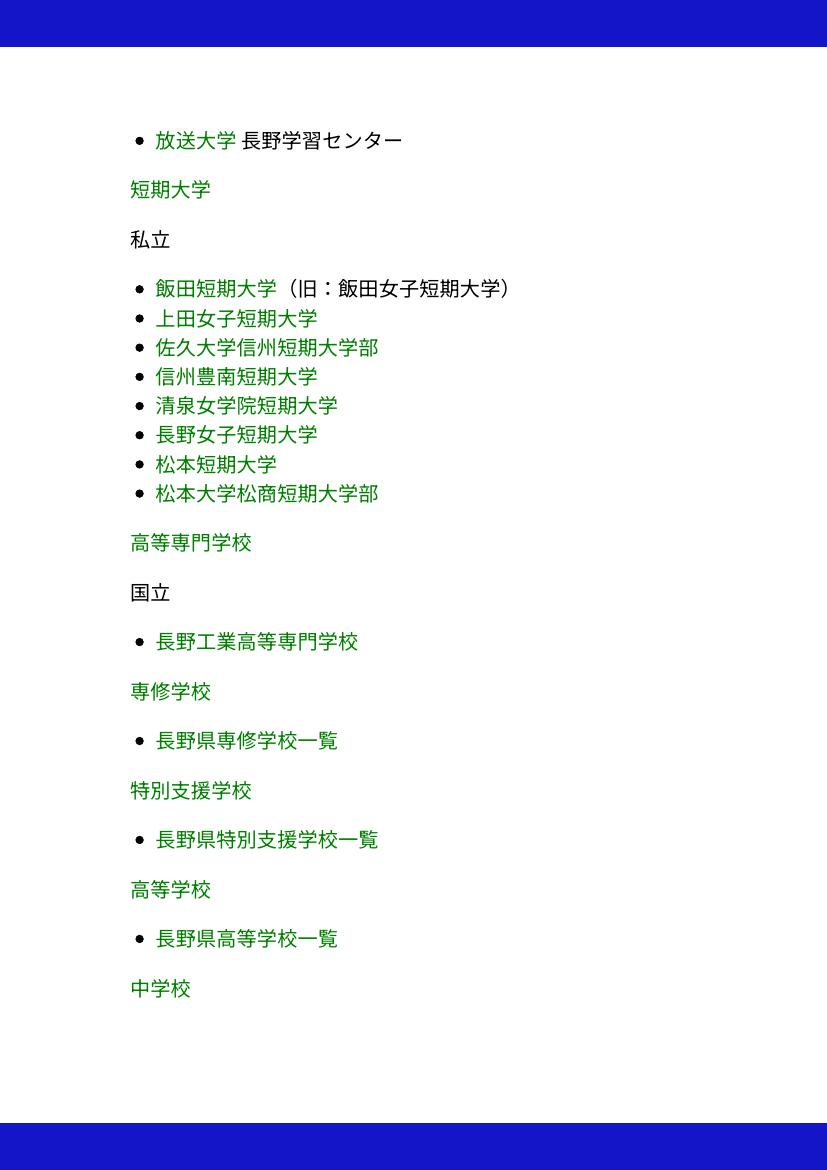 • 放送大学 長野学習センター
短期大学
私立
• 飯田短期大学（旧：飯田女子短期大学）
• 上田女子短期大学
• 佐久大学信州短期大学部
• 信州豊南短期大学
• 清泉女学院短期大学
• 長野女子短期大学
• 松本短期大学
• 松本大学松商短期大学部
高等専門学校
国立
• 長野工業高等専門学校
専修学校
• 長野県専修学校一覧
特別支援学校
• 長野県特別支援学校一覧
高等学校
• 長野県高等学校一覧
中学校